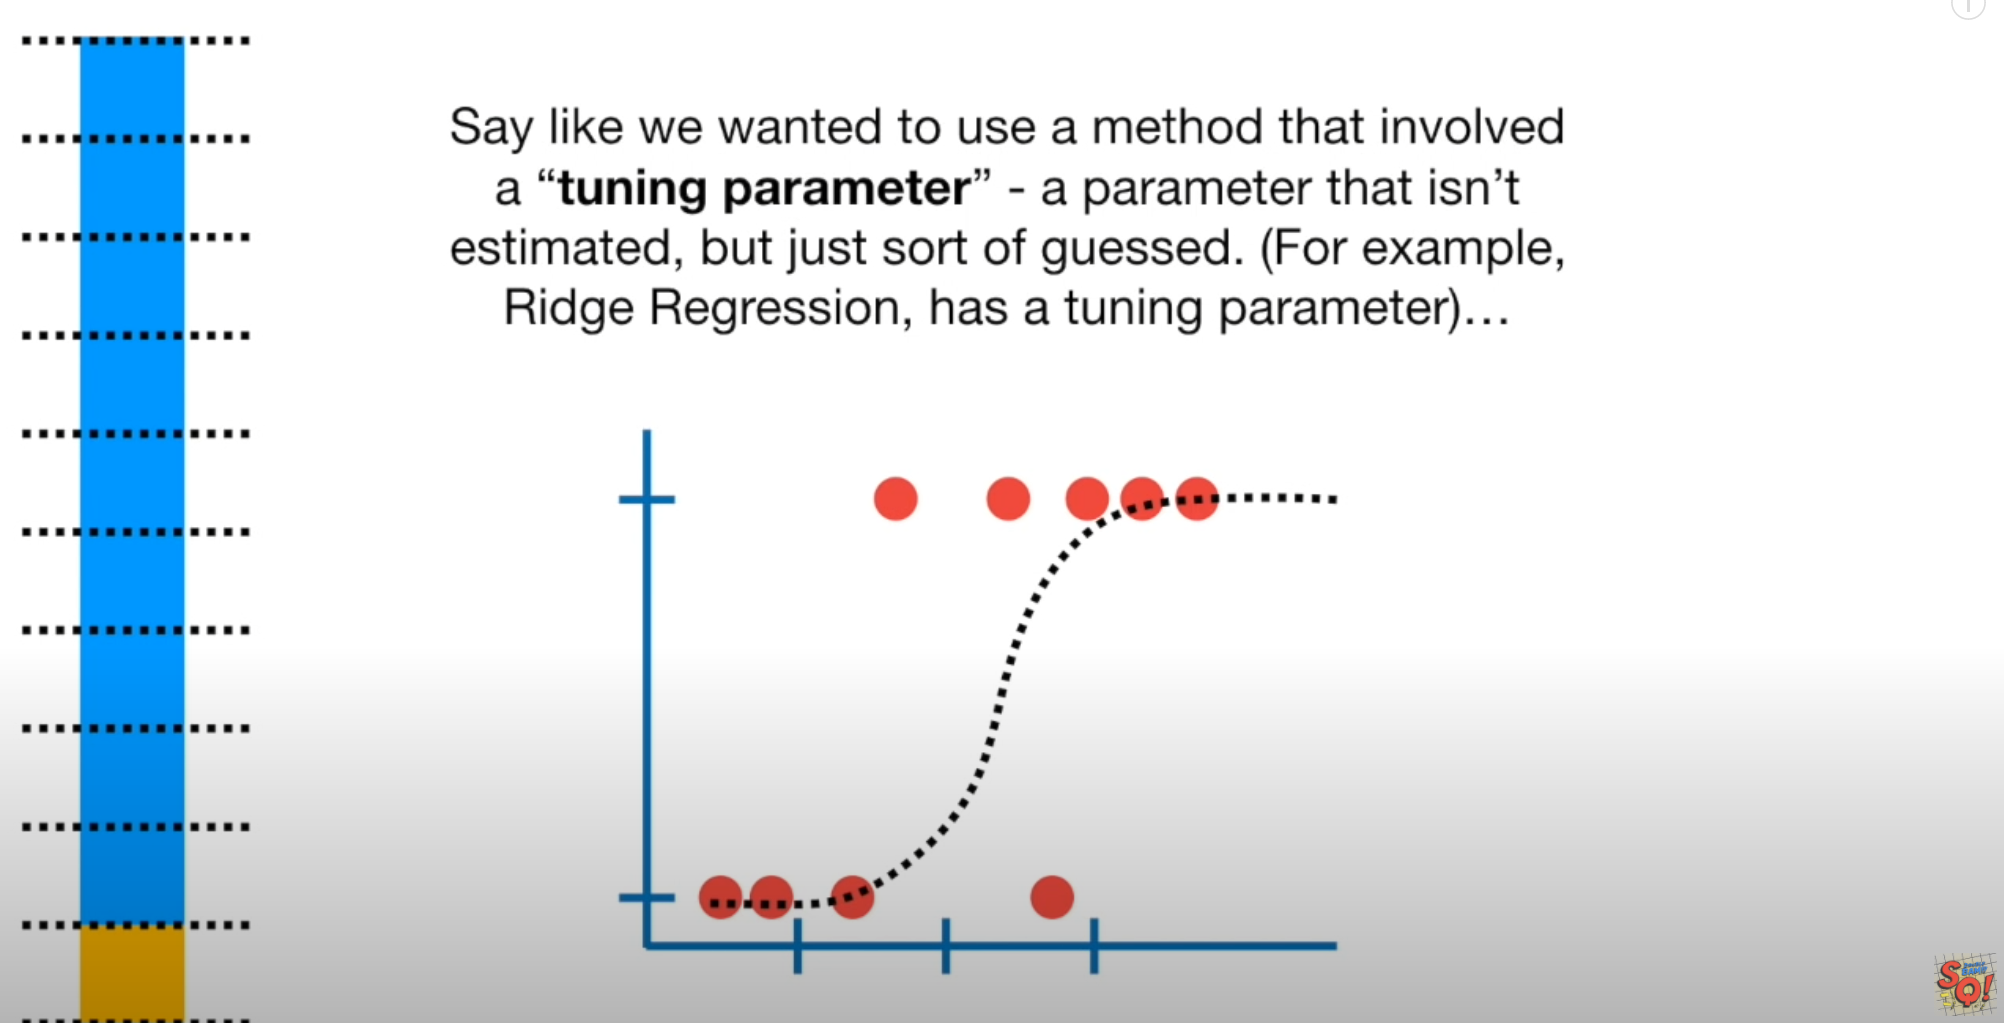 Say like we wanted to use a method that involved
a “tuning parameter” - a parameter that isn’t
estimated, but just sort of guessed. (For example,
Ridge Regression, has a tuning parameter)…
SQ!